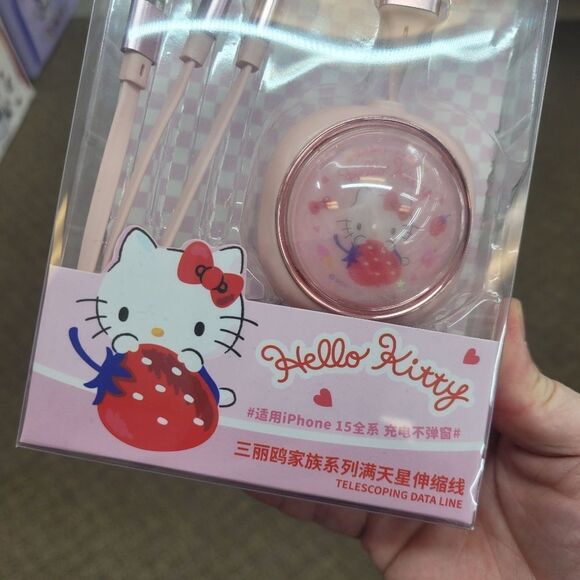 Hello Kitty
#适用iPhone 15全系 充电不弹窗#
三丽鸥家族系列满天星伸缩线
TELESCOPING DATA LINE